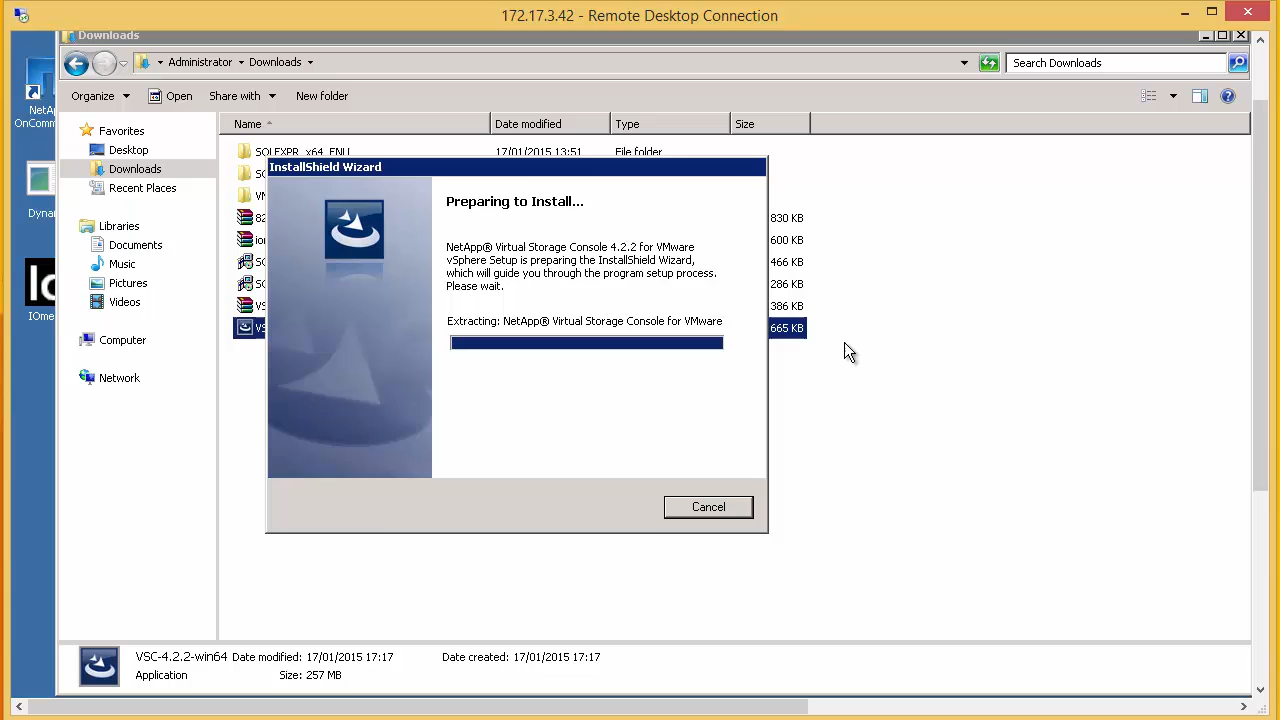 172.17.3.42 - Remote Desktop Connection
Downloads
Administrator Downloads
Search Downloads
Organize Open Share with New folder
Favorites
Desktop
Downloads
Recent Places
Libraries
Documents
Music
Pictures
Videos
Computer
Network
Name Date modified Type Size
SQLEXPR_x64_ENU 17/01/2015 13:51 File folder
830 KB
600 KB
466 KB
286 KB
386 KB
665 KB
InstallShield Wizard
Preparing to Install...
NetApp® Virtual Storage Console 4.2.2 for VMware
vSphere Setup is preparing the InstallShield Wizard,
which will guide you through the program setup process.
Please wait.
Extracting: NetApp® Virtual Storage Console for VMware
Cancel
VSC-4.2.2-win64 Date modified: 17/01/2015 17:17 Date created: 17/01/2015 17:17
Application Size: 257 MB